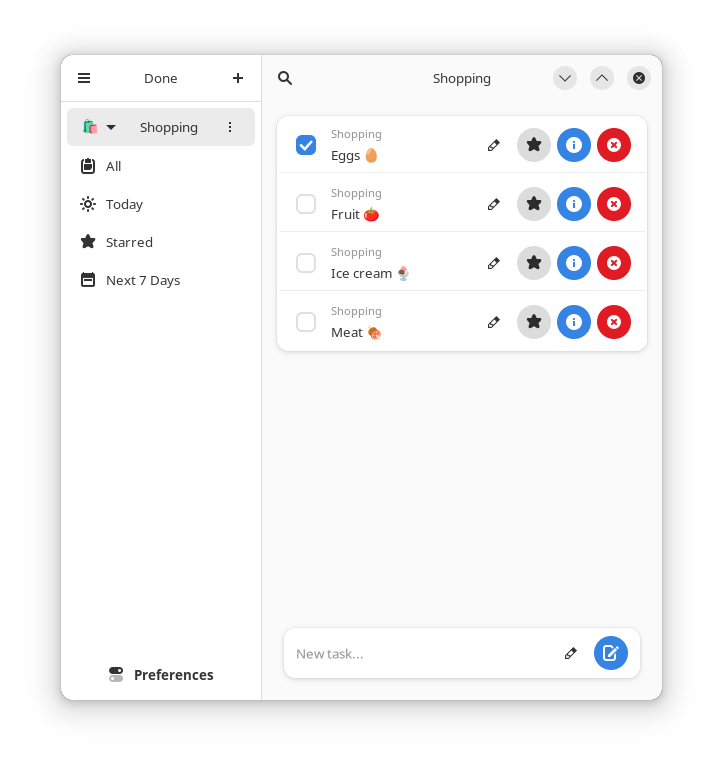 Done
Shopping
All
Today
Starred
Next 7 Days
Preferences
Shopping
Shopping
Eggs 🥚
Shopping
Fruit 🍅
Shopping
Ice cream 🍨
Shopping
Meat 🍖
New task...